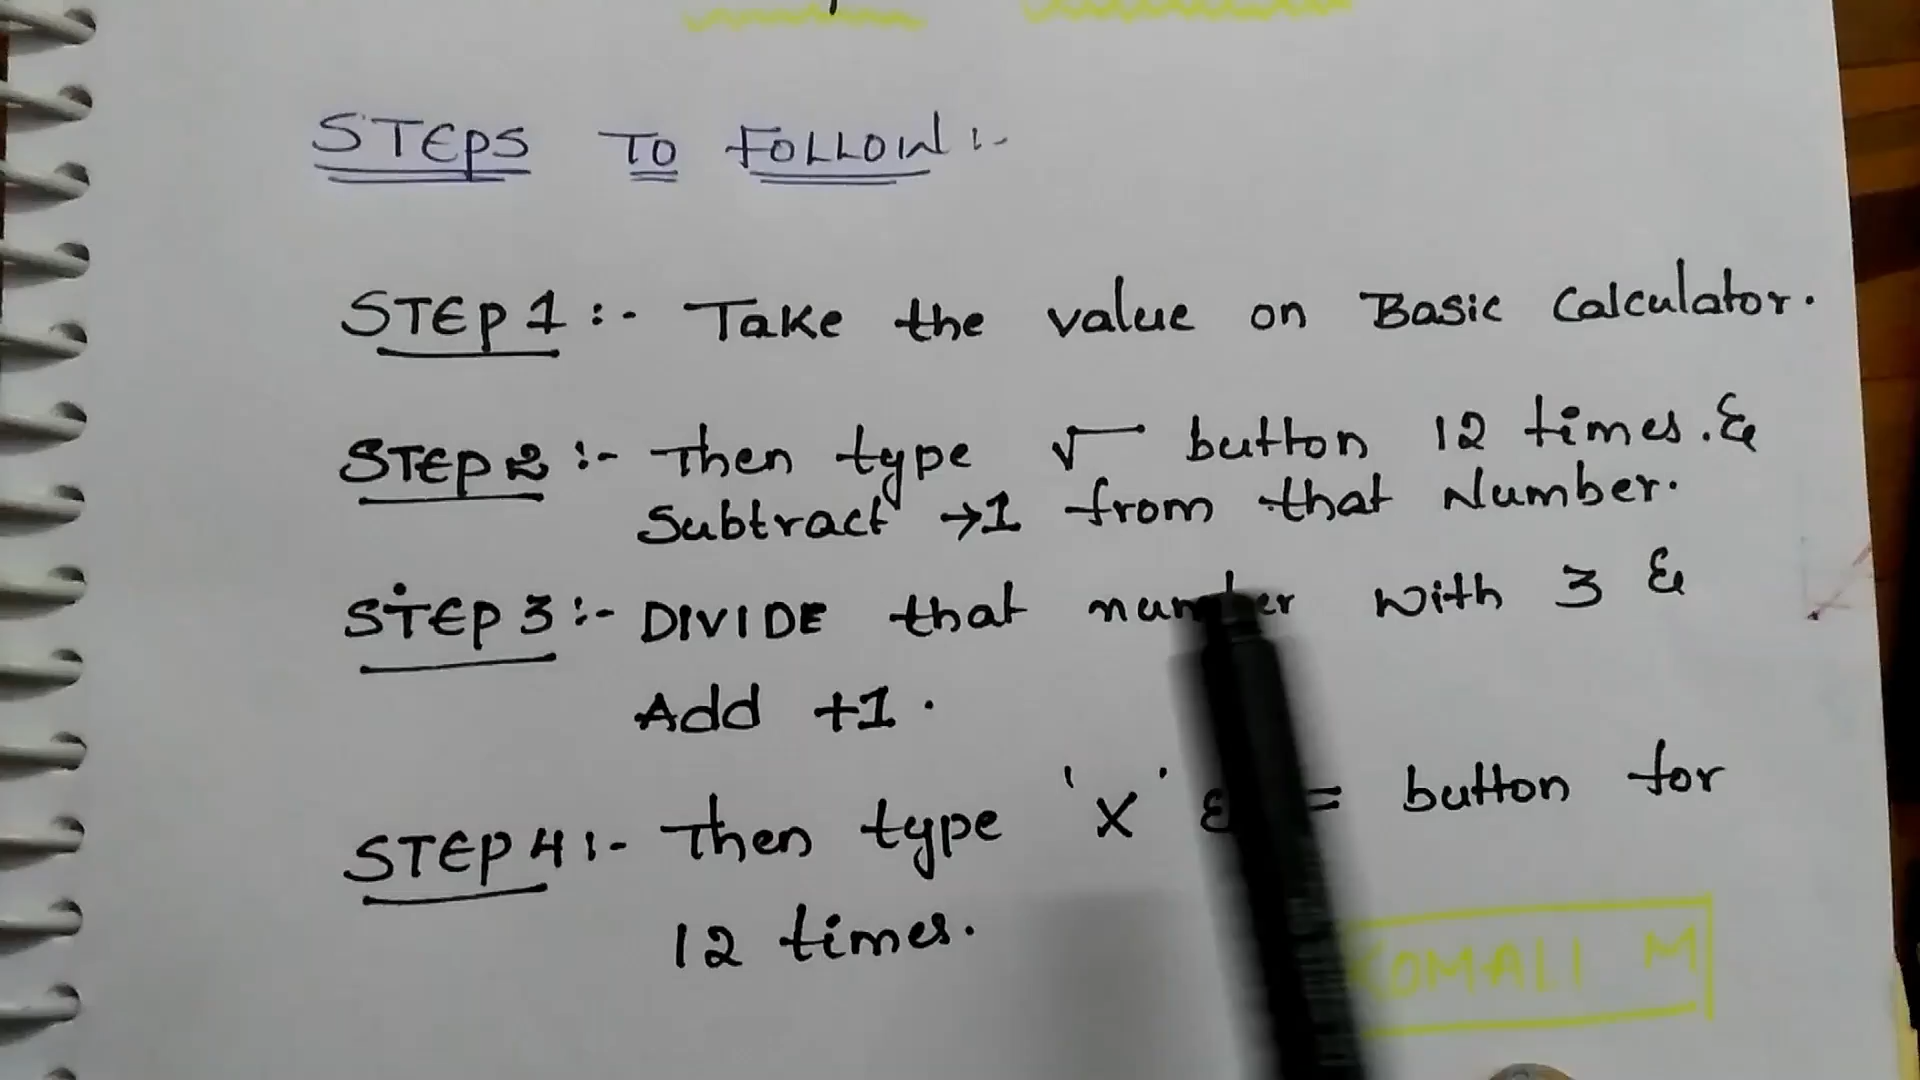 STEPS TO FOLLOW :-
STEP 1 :- Take the value on Basic Calculator.
STEP 2 :- Then type √ button 12 times. &
Subtract →1 from that Number.
STEP 3 :- DIVIDE that number with 3 &
Add +1.
STEP 4 :- Then type 'X' & = button for
12 times.
KOMALI M